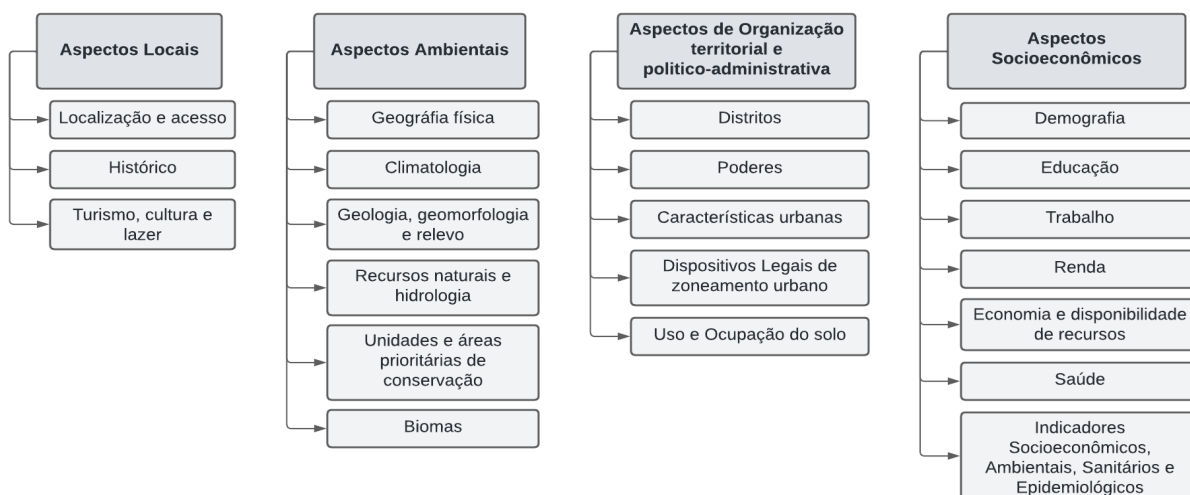 Aspectos Locais
Localização e acesso
Histórico
Turismo, cultura e
lazer
Aspectos Ambientais
Geográfia física
Climatologia
Geologia, geomorfologia
e relevo
Recursos naturais e
hidrologia
Unidades e áreas
prioritárias de
conservação
Biomas
Aspectos de Organização
territorial e
politico-administrativa
Distritos
Poderes
Características urbanas
Dispositivos Legais de
zoneamento urbano
Uso e Ocupação do solo
Aspectos
Socioeconômicos
Demografia
Educação
Trabalho
Renda
Economia e disponibilidade
de recursos
Saúde
Indicadores
Socioeconômicos,
Ambientais, Sanitários e
Epidemiológicos